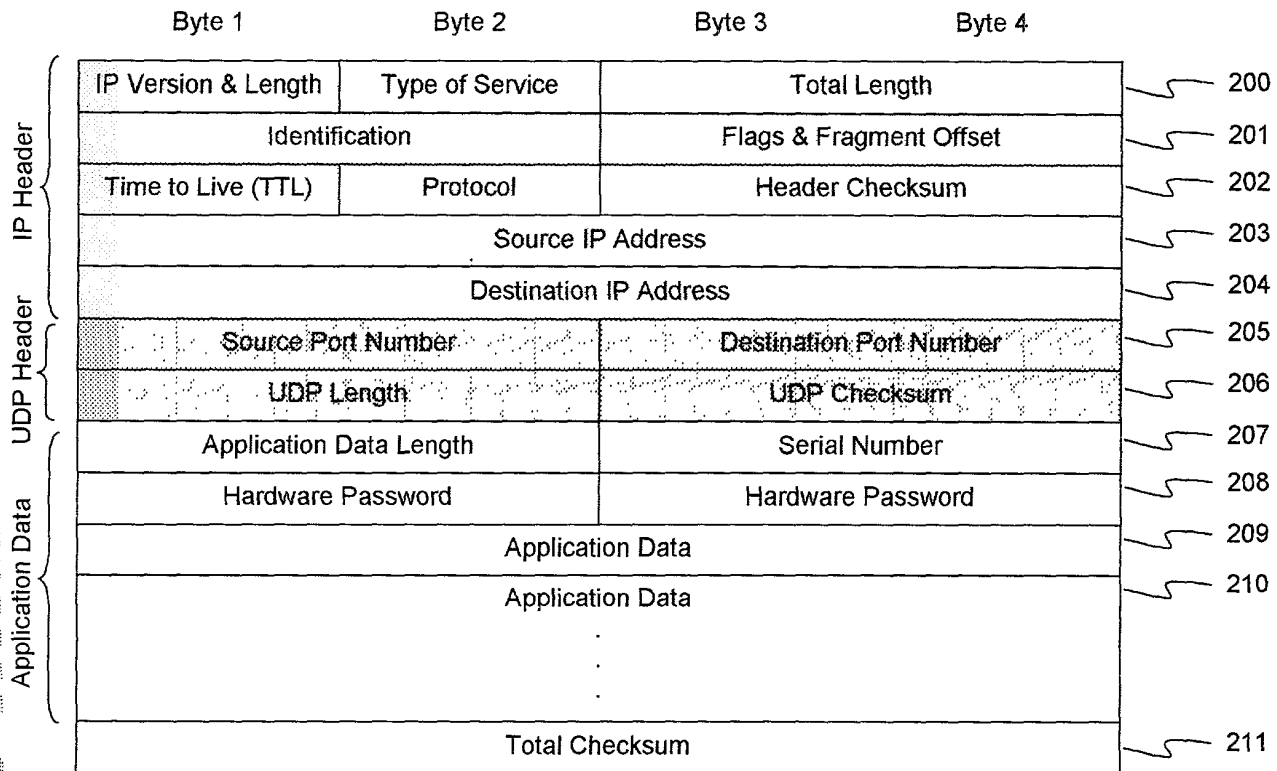 Byte 1 Byte 2 Byte 3 Byte 4
IP Header
IP Version & Length Type of Service Total Length 200
Identification Flags & Fragment Offset 201
Time to Live (TTL) Protocol Header Checksum 202
Source IP Address 203
Destination IP Address 204
UDP Header
Source Port Number Destination Port Number 205
UDP Length UDP Checksum 206
Application Data
Application Data Length Serial Number 207
Hardware Password Hardware Password 208
Application Data 209
Application Data 210
.
.
.
Total Checksum 211